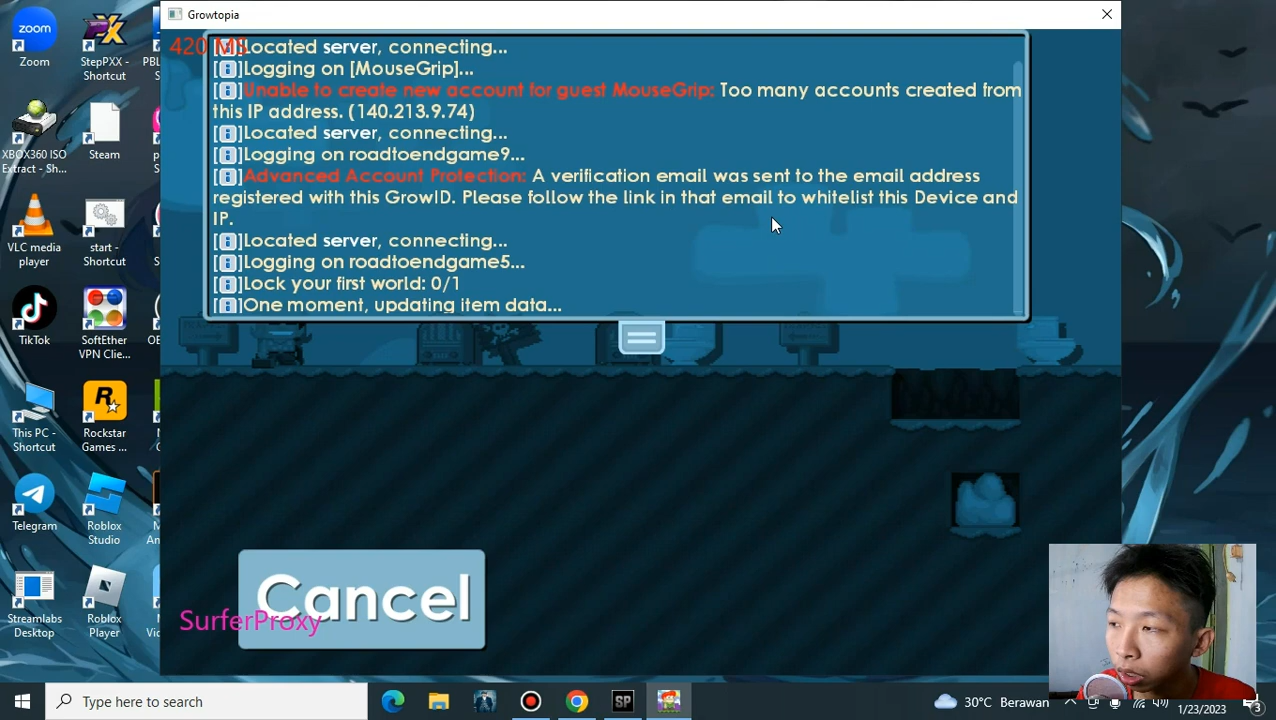 Growtopia
420 MS
Located server, connecting...
Logging on [MouseGrip]...
Unable to create new account for guest MouseGrip: Too many accounts created from
this IP address. (140.213.9.74)
Located server, connecting...
Logging on roadtoendgame9...
Advanced Account Protection: A verification email was sent to the email address
registered with this GrowID. Please follow the link in that email to whitelist this Device and
IP.
Located server, connecting...
Logging on roadtoendgame5...
Lock your first world: 0/1
One moment, updating item data...
Cancel
SurferProxy
zoom
Zoom
StepPXX -
Shortcut
XBOX360 ISO
Extract - Sh...
Steam
VLC media
player
start -
Shortcut
TikTok
SoftEther
VPN Clie...
This PC -
Shortcut
Rockstar
Games ...
Telegram
Roblox
Studio
Streamlabs
Desktop
Roblox
Player
Type here to search
SP
30°C Berawan
1/23/2023
3